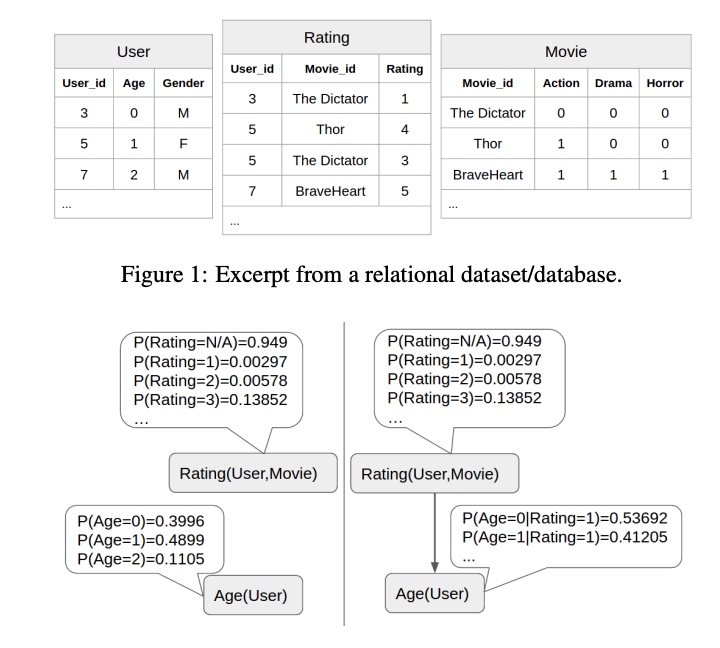 User
User_id Age Gender
3 0 M
5 1 F
7 2 M
...
Rating
User_id Movie_id Rating
3 The Dictator 1
5 Thor 4
5 The Dictator 3
7 BraveHeart 5
...
Movie
Movie_id Action Drama Horror
The Dictator 0 0 0
Thor 1 0 0
BraveHeart 1 1 1
...
Figure 1: Excerpt from a relational dataset/database.
P(Rating=N/A)=0.949
P(Rating=1)=0.00297
P(Rating=2)=0.00578
P(Rating=3)=0.13852
...
Rating(User,Movie)
P(Age=0)=0.3996
P(Age=1)=0.4899
P(Age=2)=0.1105
Age(User)
P(Rating=N/A)=0.949
P(Rating=1)=0.00297
P(Rating=2)=0.00578
P(Rating=3)=0.13852
...
Rating(User,Movie)
P(Age=0|Rating=1)=0.53692
P(Age=1|Rating=1)=0.41205
...
Age(User)